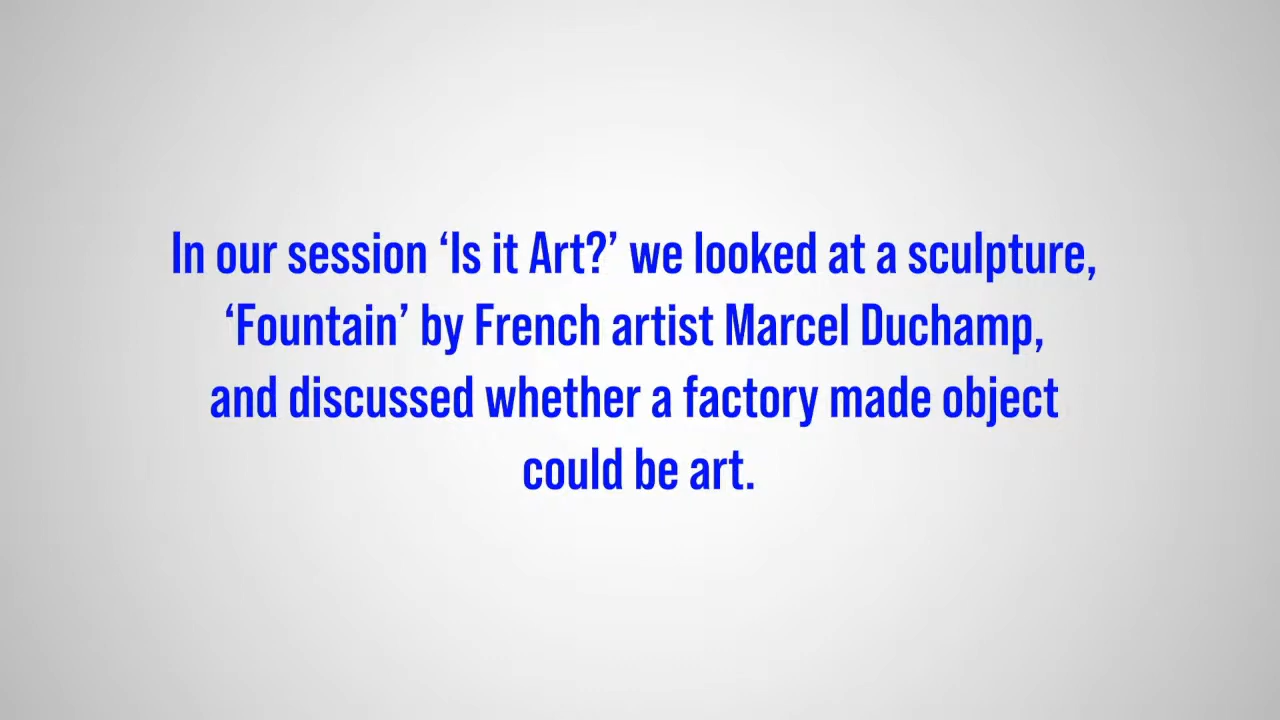 In our session ‘Is it Art?’ we looked at a sculpture,
‘Fountain’ by French artist Marcel Duchamp,
and discussed whether a factory made object
could be art.